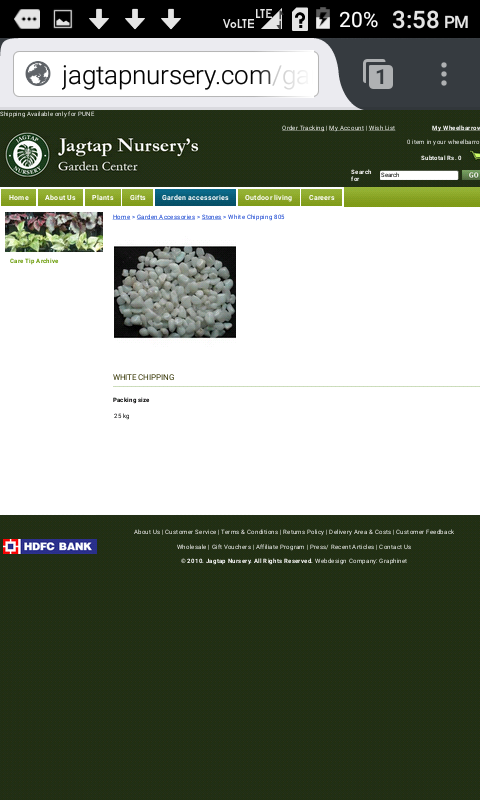 VoLTE LTE 20% 3:58 PM
jagtapnursery.com/ga
1
Shipping Available only for PUNE
Order Tracking | My Account | Wish List
My Wheelbarrow
0 item in your wheelbarro
Subtotal Rs. 0
JAGTAP NURSERY
Jagtap Nursery's
Garden Center
Search for
Search
GO
Home
About Us
Plants
Gifts
Garden accessories
Outdoor living
Careers
Home > Garden Accessories > Stones > White Chipping 805
Care Tip Archive
WHITE CHIPPING
Packing size
25 kg
About Us | Customer Service | Terms & Conditions | Returns Policy | Delivery Area & Costs | Customer Feedback
HDFC BANK
Wholesale | Gift Vouchers | Affiliate Program | Press/ Recent Articles | Contact Us
© 2010. Jagtap Nursery. All Rights Reserved. Webdesign Company: Graphinet